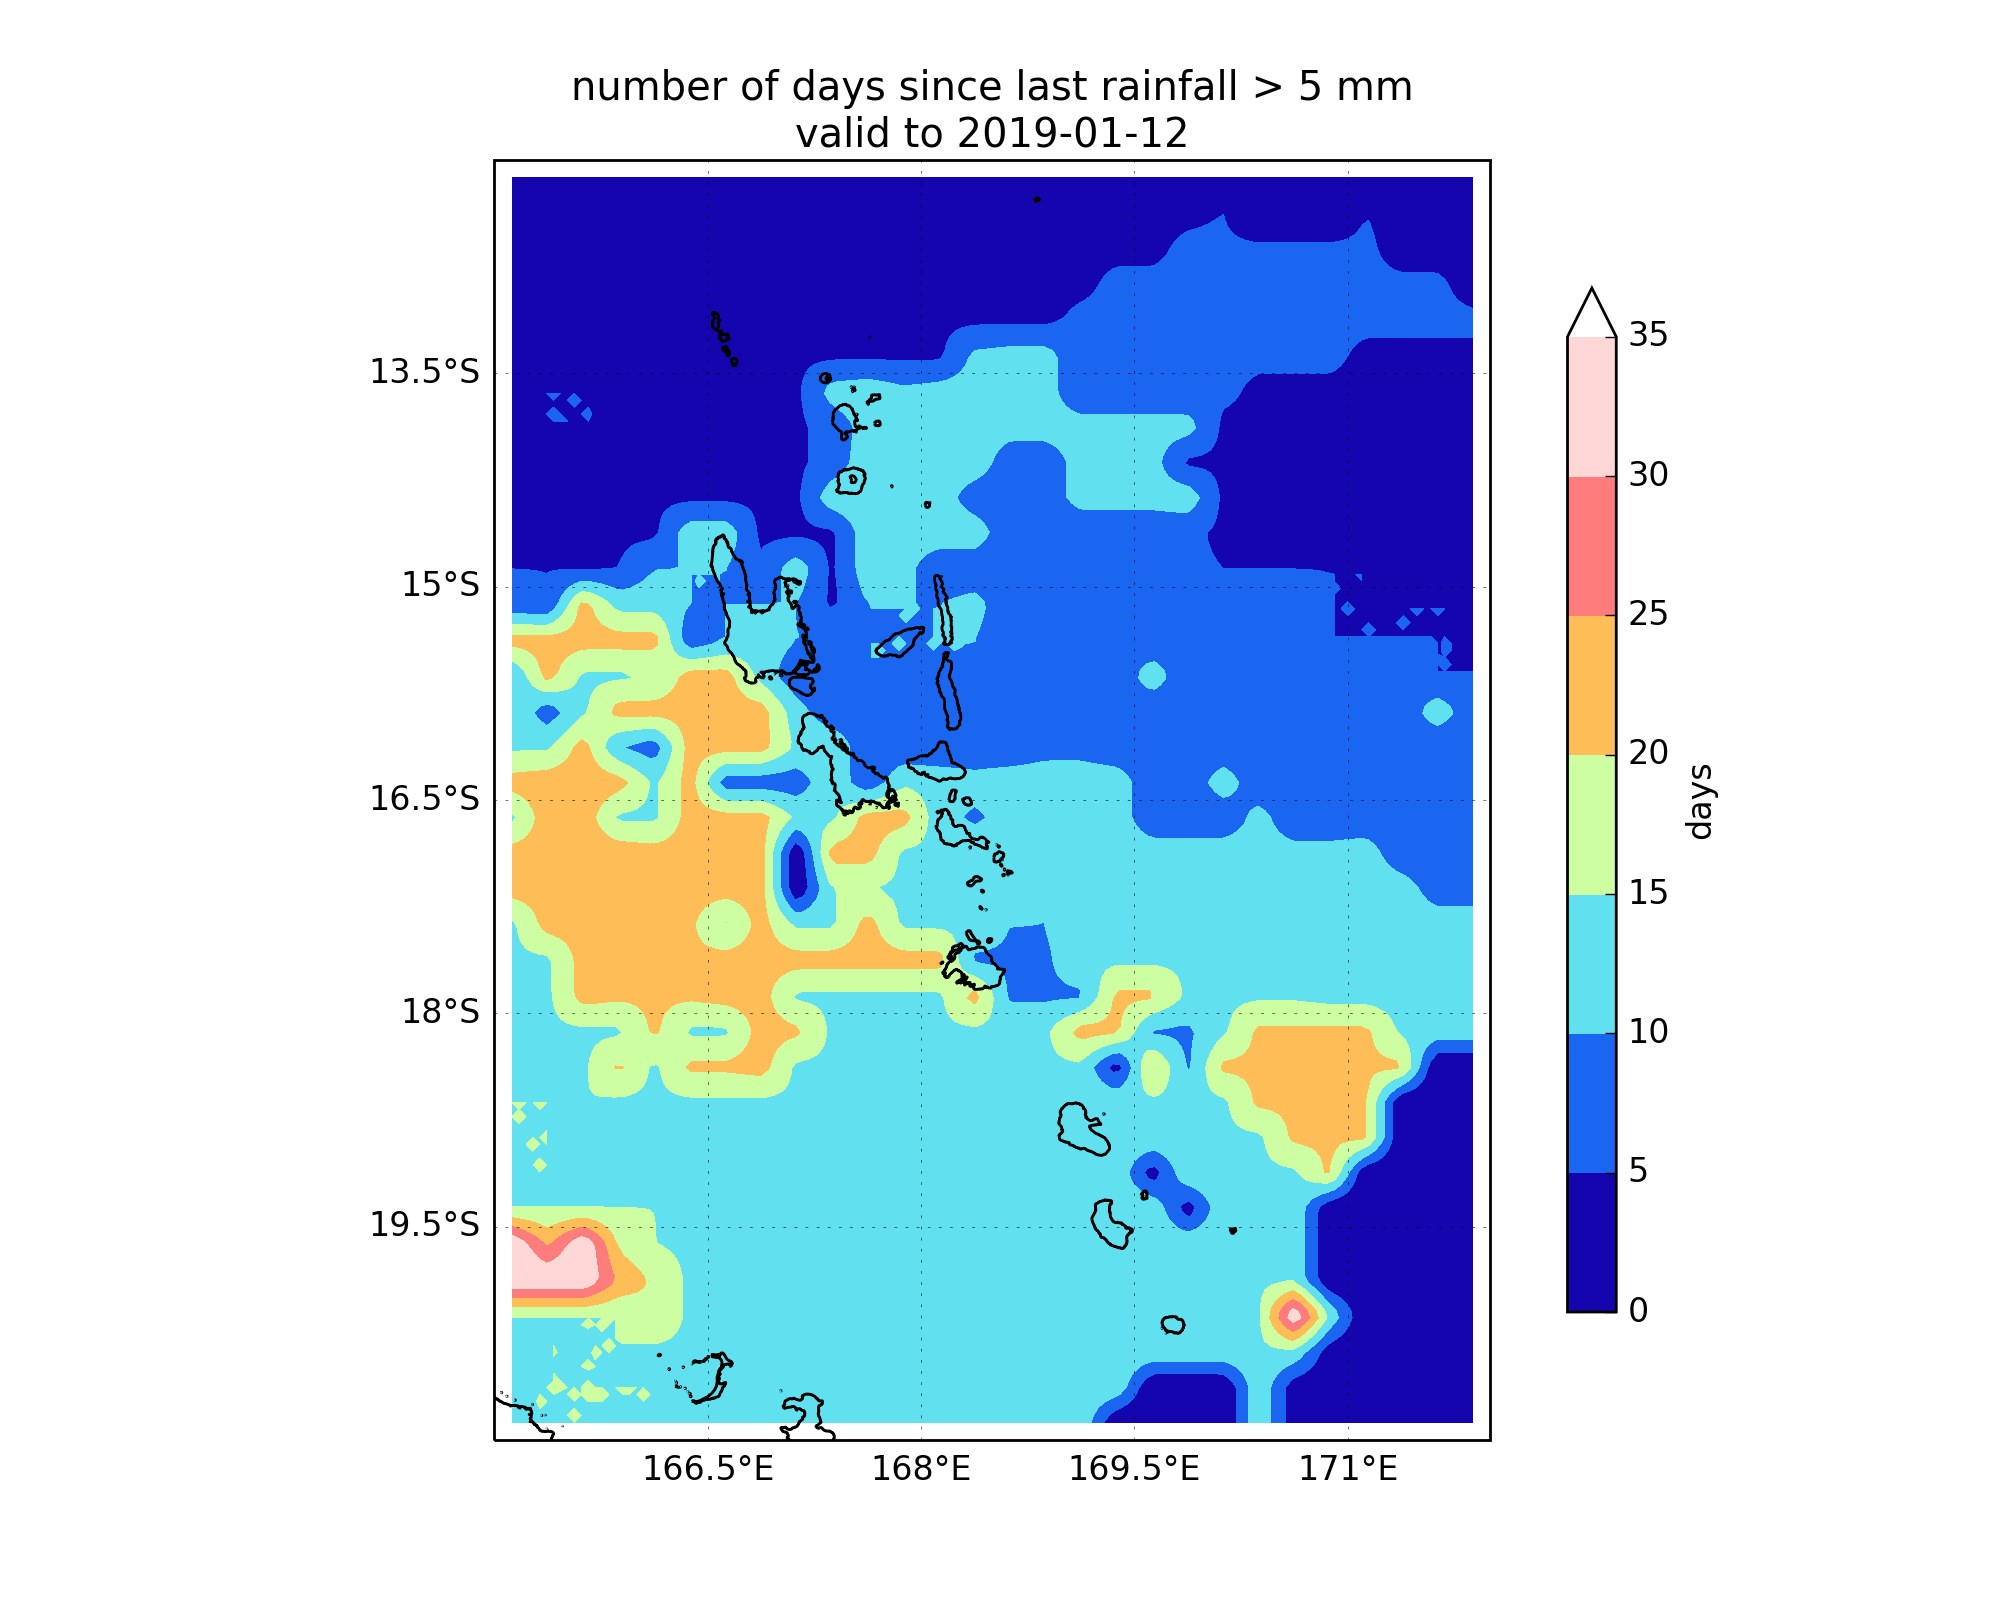 number of days since last rainfall > 5 mm
valid to 2019-01-12
13.5°S
15°S
16.5°S
18°S
19.5°S
166.5°E
168°E
169.5°E
171°E
35
30
25
20
15
10
5
0
days